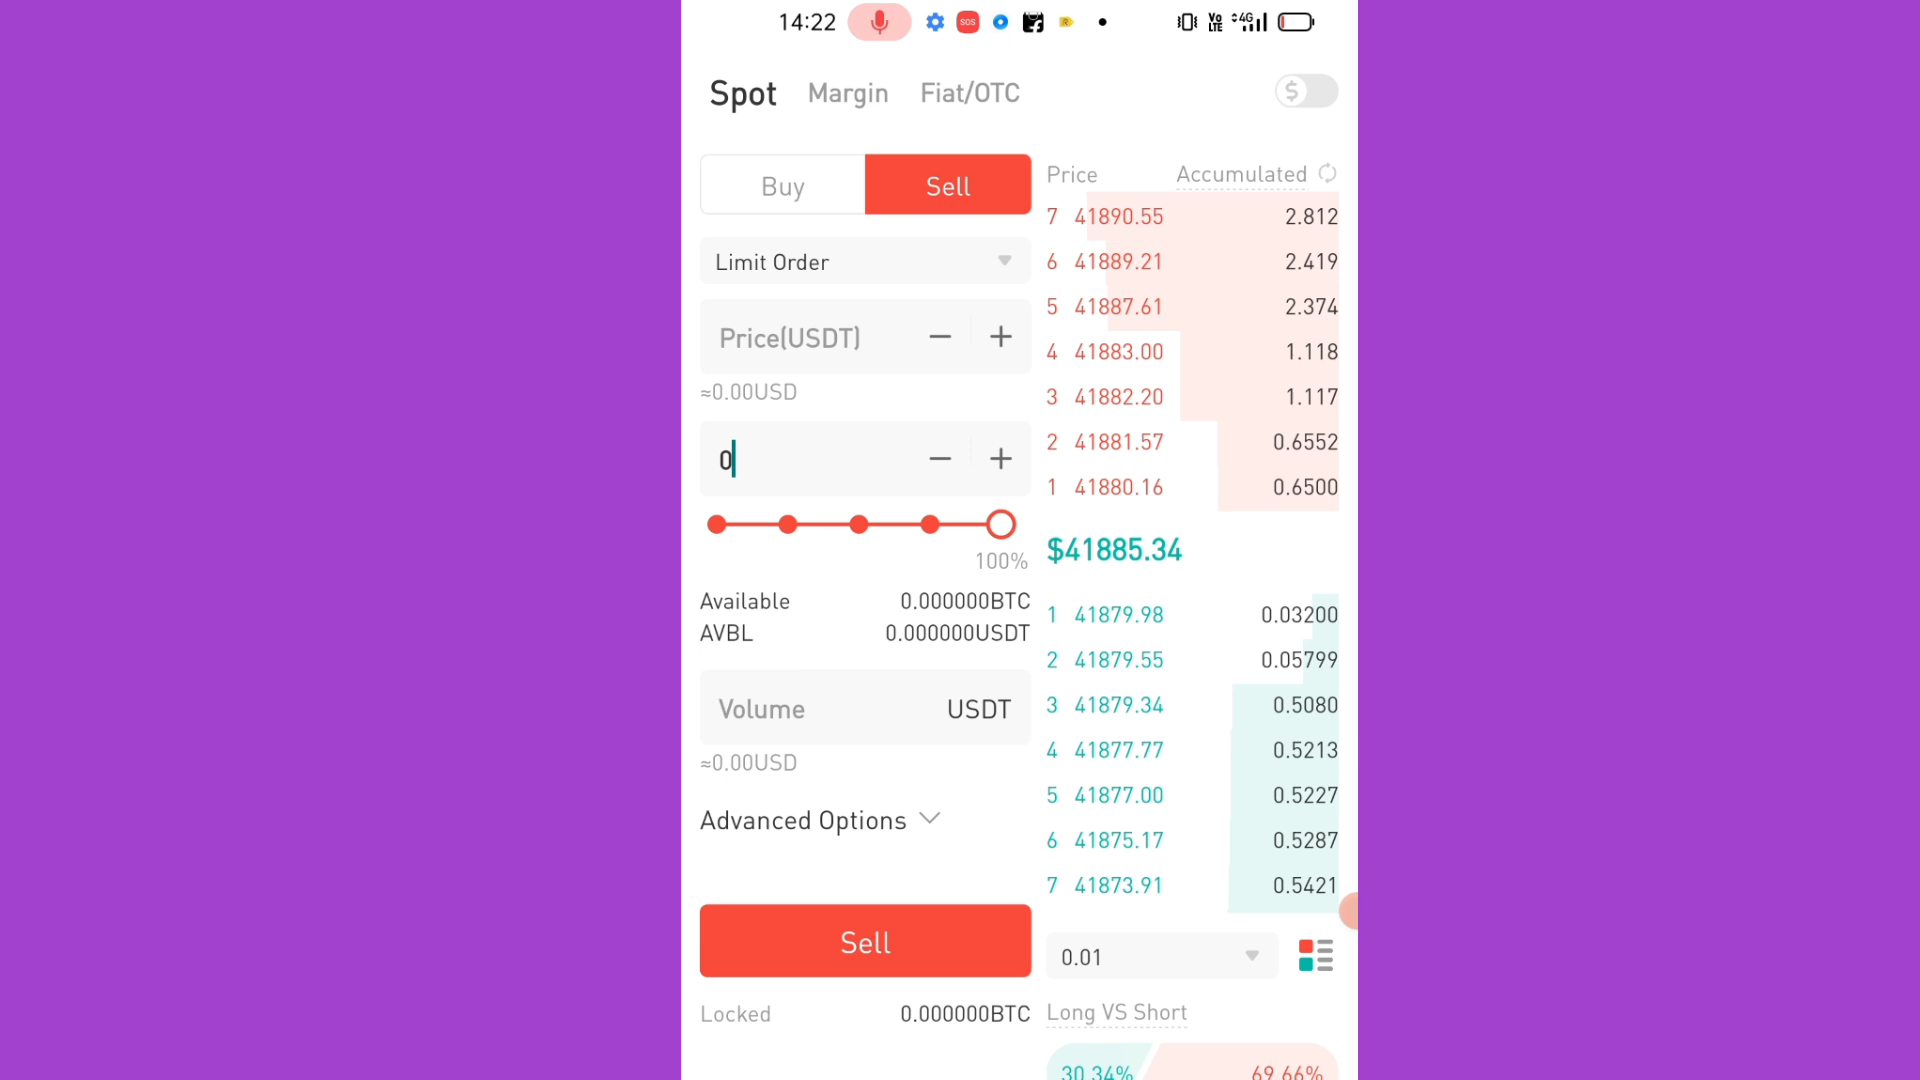 14:22 SOS R Vo LTE 4G
Spot Margin Fiat/OTC $
Buy Sell
Limit Order
Price(USDT) — +
≈0.00USD
0 — +
100%
Available 0.000000BTC
AVBL 0.000000USDT
Volume USDT
≈0.00USD
Advanced Options
Sell
Locked 0.000000BTC
Price Accumulated
7 41890.55 2.812
6 41889.21 2.419
5 41887.61 2.374
4 41883.00 1.118
3 41882.20 1.117
2 41881.57 0.6552
1 41880.16 0.6500
$41885.34
1 41879.98 0.03200
2 41879.55 0.05799
3 41879.34 0.5080
4 41877.77 0.5213
5 41877.00 0.5227
6 41875.17 0.5287
7 41873.91 0.5421
0.01
Long VS Short
30.34% 69.66%